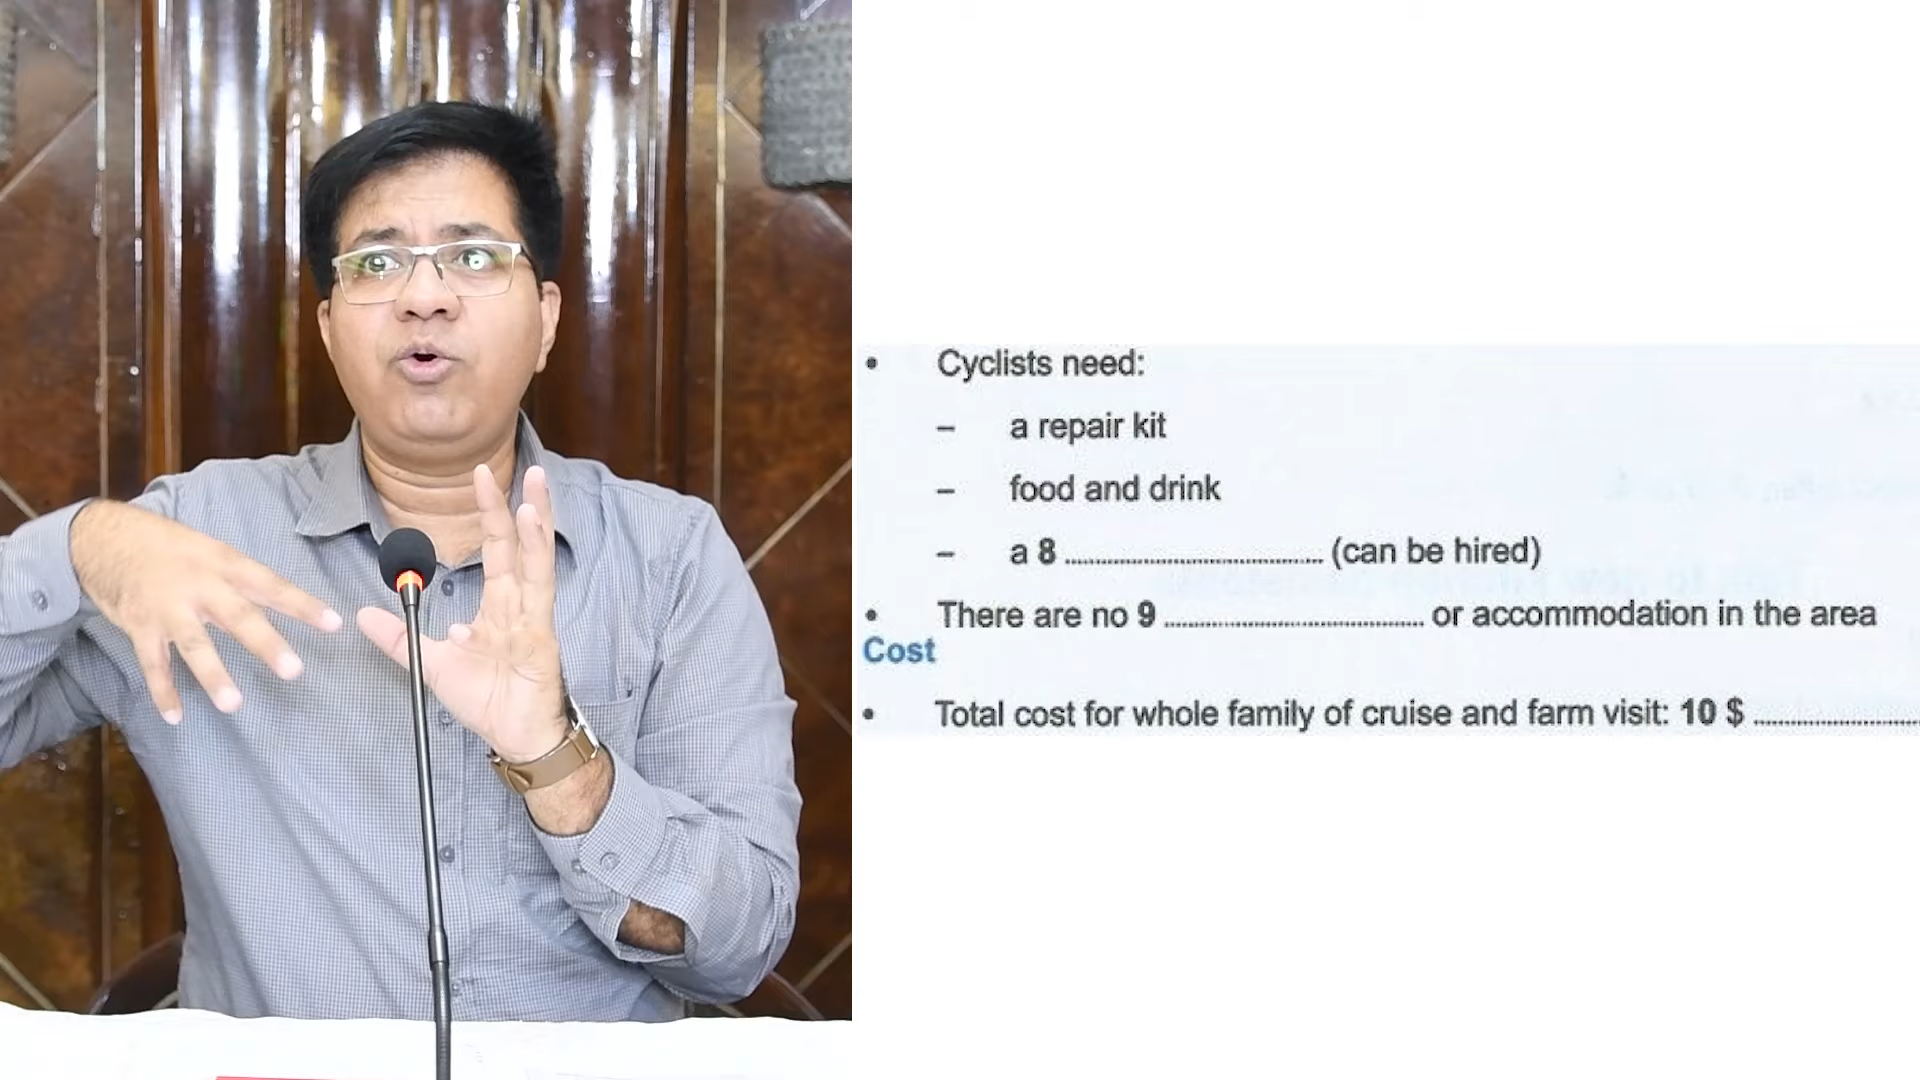 • Cyclists need:
– a repair kit
– food and drink
– a 8 .......................................... (can be hired)
• There are no 9 .......................................... or accommodation in the area
Cost
• Total cost for whole family of cruise and farm visit: 10 $ ............................